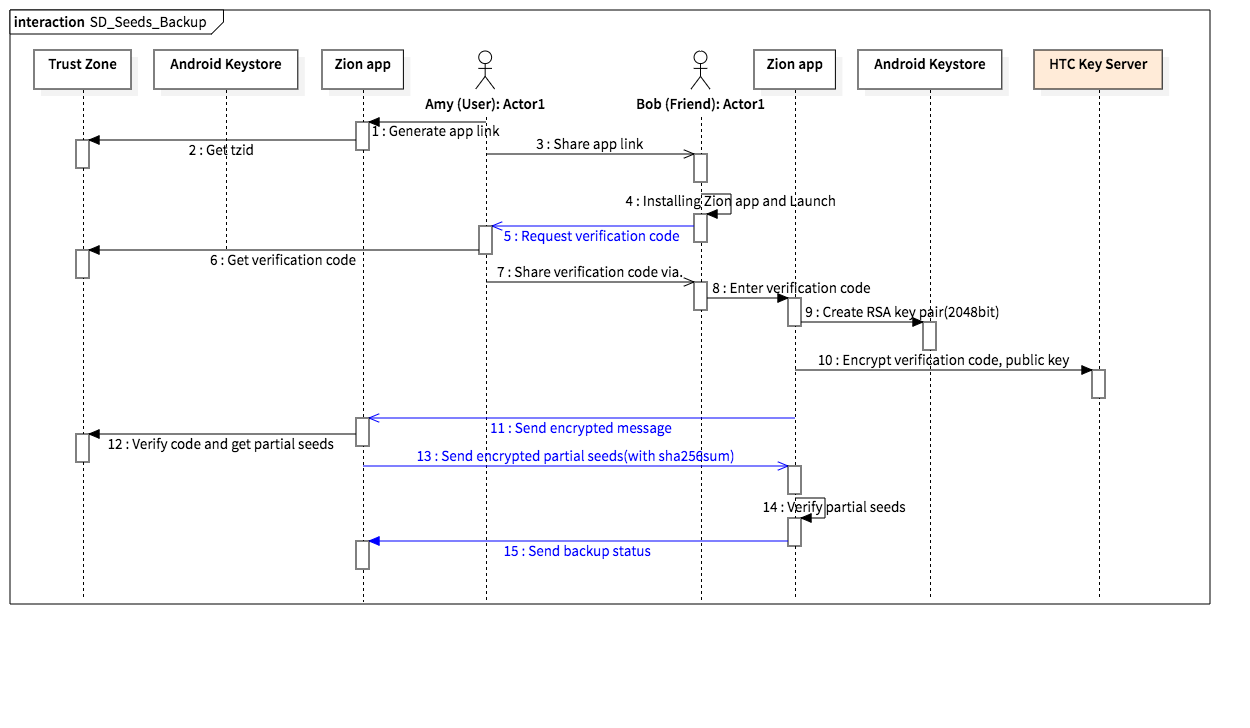 interaction SD_Seeds_Backup
Trust Zone
Android Keystore
Zion app
Amy (User): Actor1
Bob (Friend): Actor1
Zion app
Android Keystore
HTC Key Server
1 : Generate app link
2 : Get tzid
3 : Share app link
4 : Installing Zion app and Launch
5 : Request verification code
6 : Get verification code
7 : Share verification code via.
8 : Enter verification code
9 : Create RSA key pair(2048bit)
10 : Encrypt verification code, public key
11 : Send encrypted message
12 : Verify code and get partial seeds
13 : Send encrypted partial seeds(with sha256sum)
14 : Verify partial seeds
15 : Send backup status